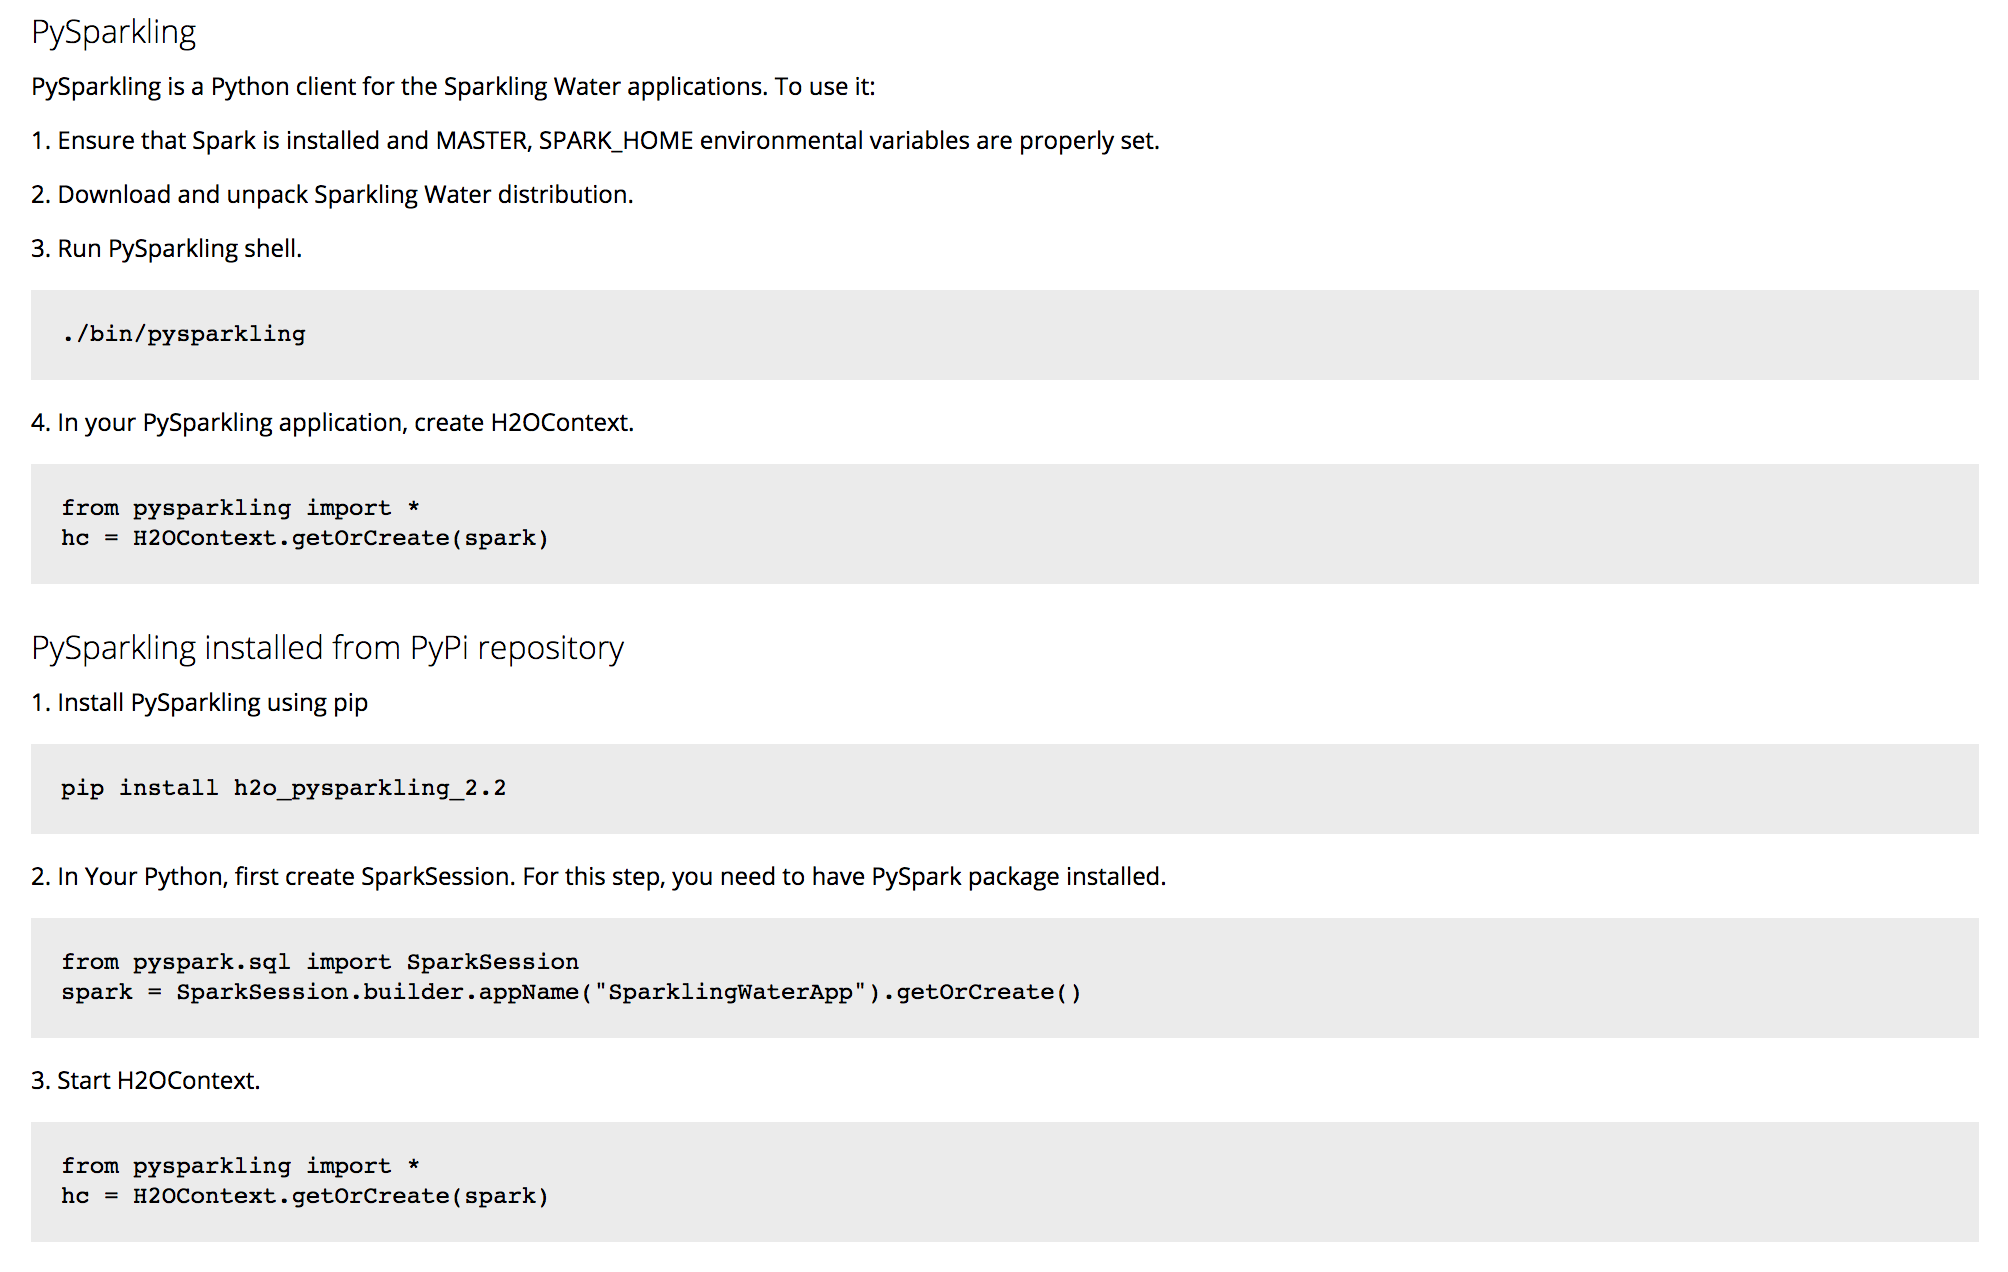 PySparkling
PySparkling is a Python client for the Sparkling Water applications. To use it:
1. Ensure that Spark is installed and MASTER, SPARK_HOME environmental variables are properly set.
2. Download and unpack Sparkling Water distribution.
3. Run PySparkling shell.
./bin/pysparkling
4. In your PySparkling application, create H2OContext.
from pysparkling import *
hc = H2OContext.getOrCreate(spark)
PySparkling installed from PyPi repository
1. Install PySparkling using pip
pip install h2o_pysparkling_2.2
2. In Your Python, first create SparkSession. For this step, you need to have PySpark package installed.
from pyspark.sql import SparkSession
spark = SparkSession.builder.appName("SparklingWaterApp").getOrCreate()
3. Start H2OContext.
from pysparkling import *
hc = H2OContext.getOrCreate(spark)